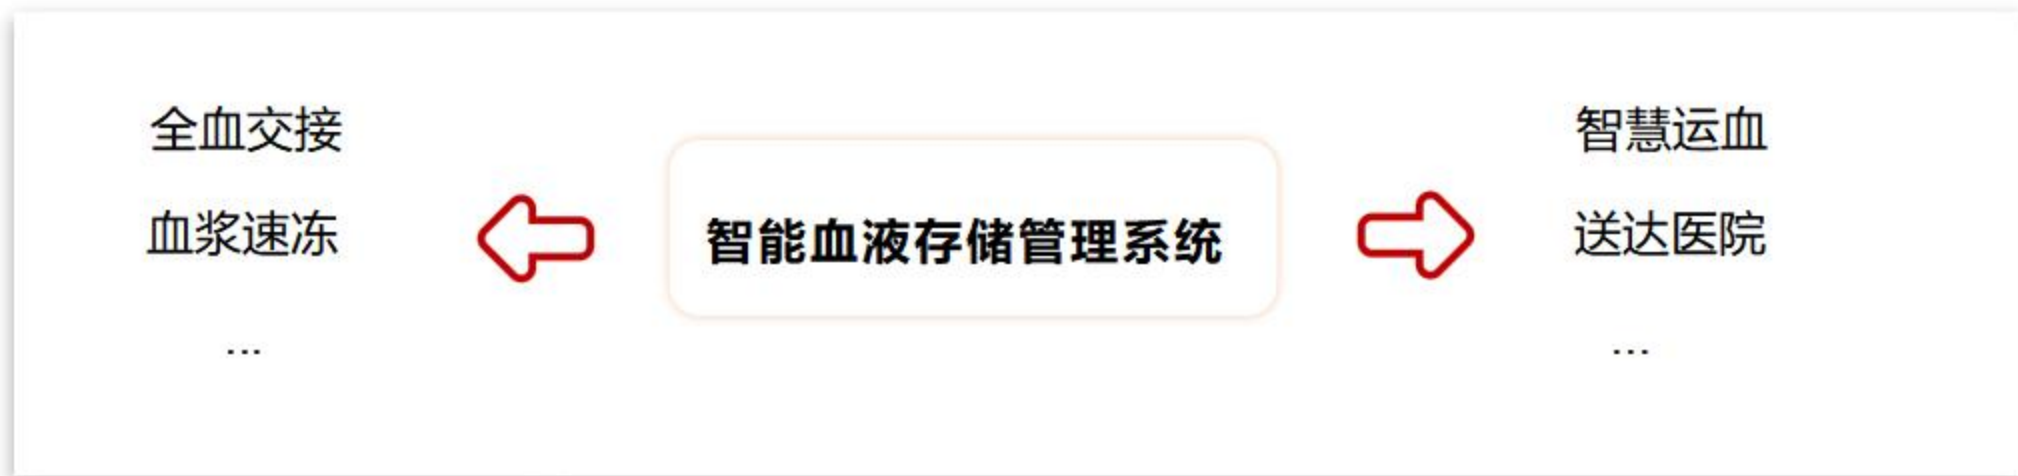 全血交接
血浆速冻
...
智能血液存储管理系统
智慧运血
送达医院
...